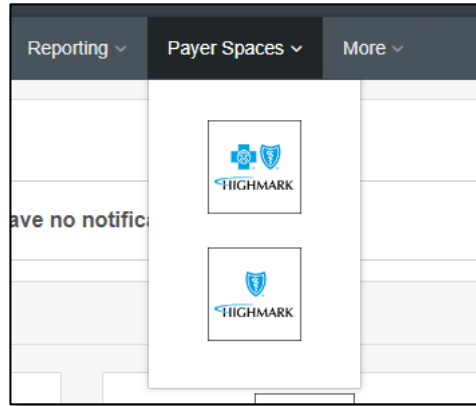 Reporting
Payer Spaces
More
HIGHMARK
ave no notifica
HIGHMARK